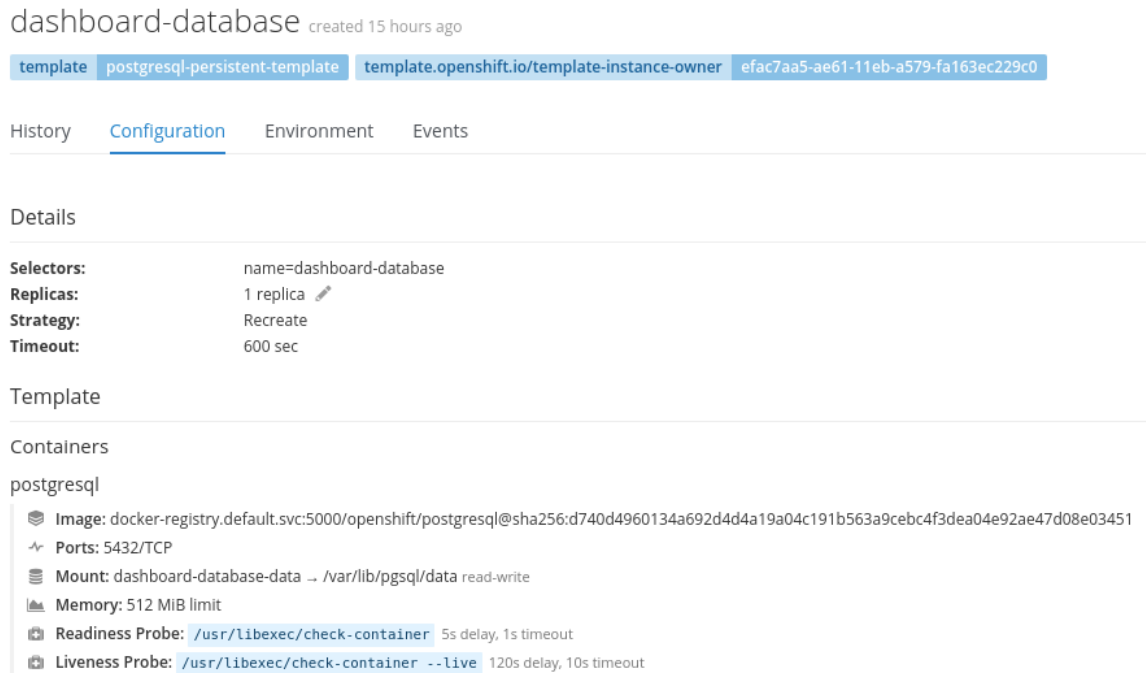 dashboard-database created 15 hours ago
template postgresql-persistent-template template.openshift.io/template-instance-owner efac7aa5-ae61-11eb-a579-fa163ec229c0
History Configuration Environment Events
Details
Selectors: name=dashboard-database
Replicas: 1 replica
Strategy: Recreate
Timeout: 600 sec
Template
Containers
postgresql
Image: docker-registry.default.svc:5000/openshift/postgresql@sha256:d740d4960134a692d4d4a19a04c191b563a9cebc4f3dea04e92ae47d08e03451
Ports: 5432/TCP
Mount: dashboard-database-data → /var/lib/pgsql/data read-write
Memory: 512 MiB limit
Readiness Probe: /usr/libexec/check-container 5s delay, 1s timeout
Liveness Probe: /usr/libexec/check-container --live 120s delay, 10s timeout